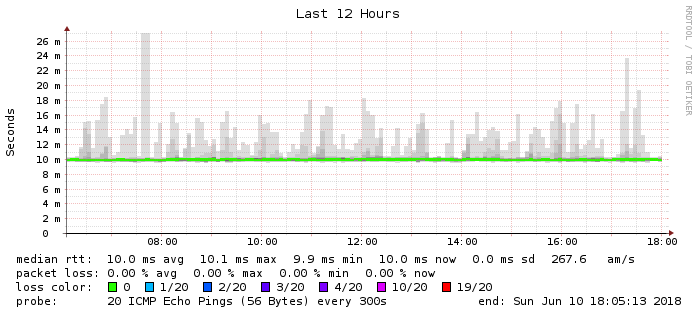 Last 12 Hours
RRDTOOL / TOBI OETIKER
Seconds
26 m
24 m
22 m
20 m
18 m
16 m
14 m
12 m
10 m
8 m
6 m
4 m
2 m
0
08:00 10:00 12:00 14:00 16:00 18:00
median rtt: 10.0 ms avg 10.1 ms max 9.9 ms min 10.0 ms now 0.0 ms sd 267.6 am/s
packet loss: 0.00 % avg 0.00 % max 0.00 % min 0.00 % now
loss color: 0 1/20 2/20 3/20 4/20 10/20 19/20
probe: 20 ICMP Echo Pings (56 Bytes) every 300s end: Sun Jun 10 18:05:13 2018